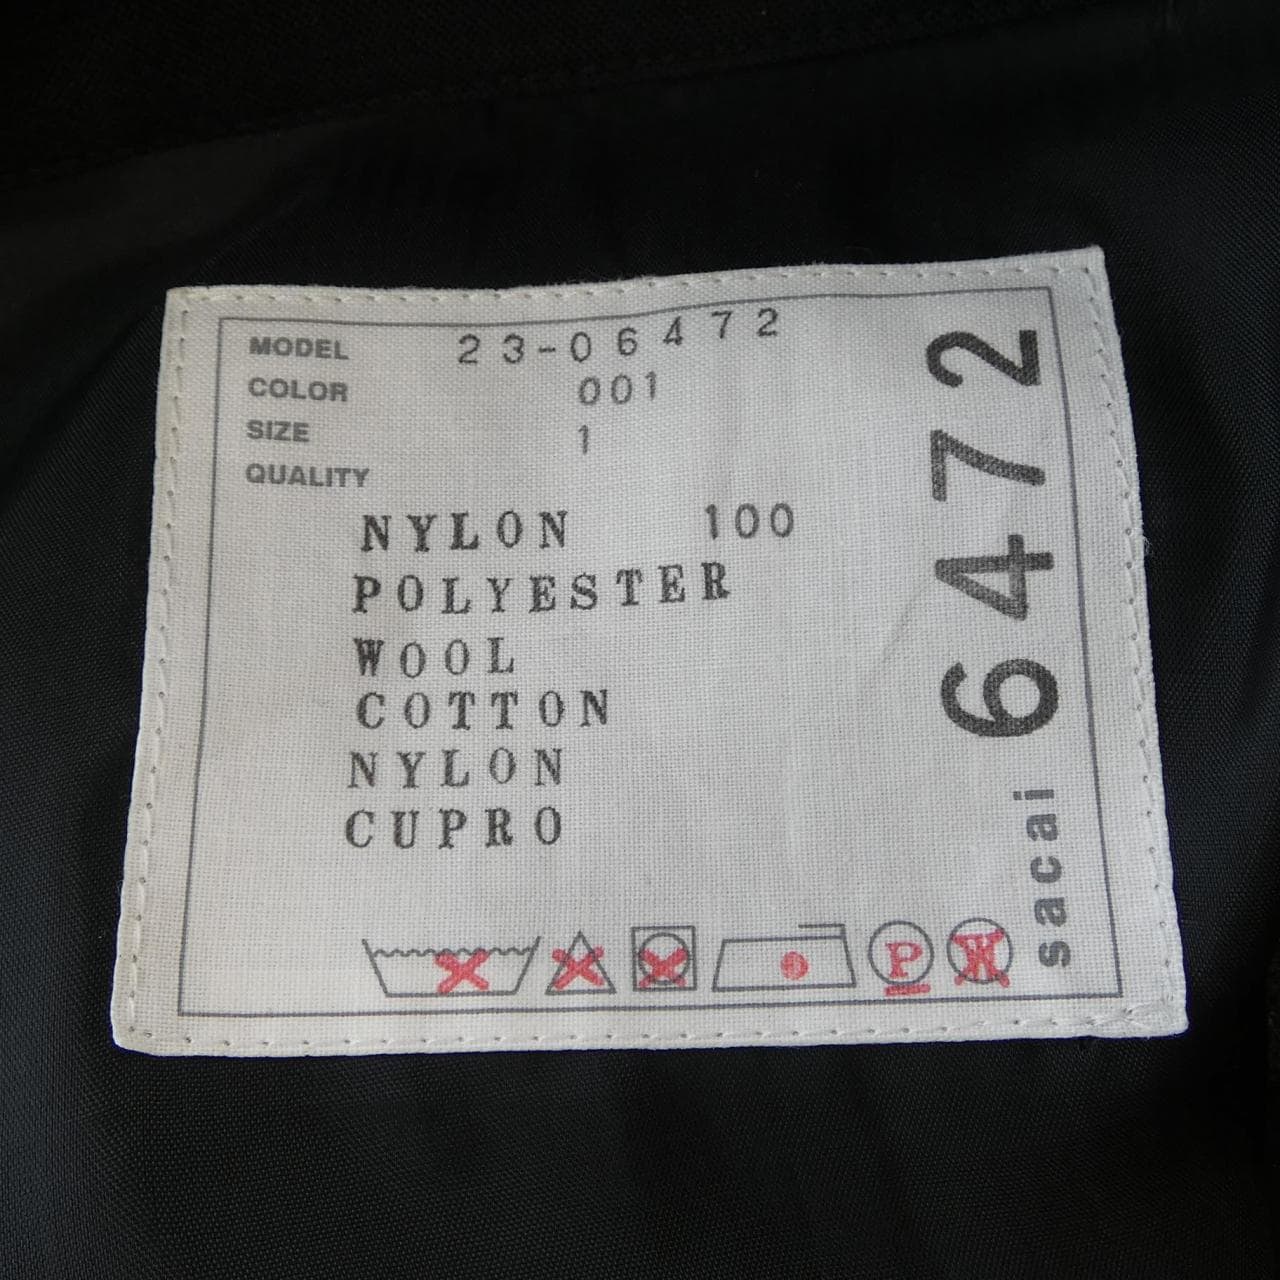 MODEL 23-06472
COLOR 001
SIZE 1
QUALITY
NYLON 100
POLYESTER
WOOL
COTTON
NYLON
CUPRO
P
W
sacai 6472